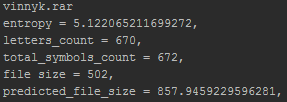 vinnyk.rar
entropy = 5.122065211699272,
letters_count = 670,
total_symbols_count = 672,
file size = 502,
predicted_file_size = 857.9459229596281,